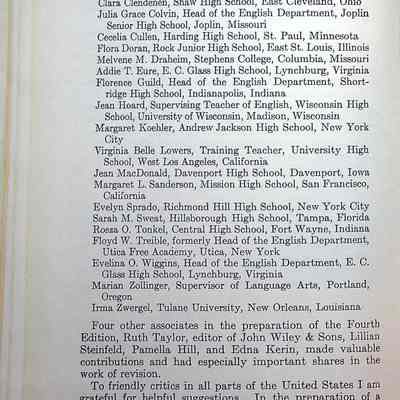 Clara Clendenen, Shaw High School, East Cleveland, Ohio
Julia Grace Colvin, Head of the English Department, Joplin
Senior High School, Joplin, Missouri
Cecelia Cullen, Harding High School, St. Paul, Minnesota
Flora Doran, Rock Junior High School, East St. Louis, Illinois
Melvene M. Draheim, Stephens College, Columbia, Missouri
Addie T. Eure, E. C. Glass High School, Lynchburg, Virginia
Florence Guild, Head of the English Department, Short-
ridge High School, Indianapolis, Indiana
Jean Hoard, Supervising Teacher of English, Wisconsin High
School, University of Wisconsin, Madison, Wisconsin
Margaret Koehler, Andrew Jackson High School, New York
City
Virginia Belle Lowers, Training Teacher, University High
School, West Los Angeles, California
Jean MacDonald, Davenport High School, Davenport, Iowa
Margaret L. Sanderson, Mission High School, San Francisco,
California
Evelyn Sprado, Richmond Hill High School, New York City
Sarah M. Sweat, Hillsborough High School, Tampa, Florida
Rossa O. Tonkel, Central High School, Fort Wayne, Indiana
Floyd W. Treible, formerly Head of the English Department,
Utica Free Academy, Utica, New York
Evelina O. Wiggins, Head of the English Department, E. C.
Glass High School, Lynchburg, Virginia
Marian Zollinger, Supervisor of Language Arts, Portland,
Oregon
Irma Zwergel, Tulane University, New Orleans, Louisiana
Four other associates in the preparation of the Fourth
Edition, Ruth Taylor, editor of John Wiley & Sons, Lillian
Steinfeld, Pamella Hill, and Edna Kerin, made valuable
contributions and had especially important shares in the
work of revision.
To friendly critics in all parts of the United States I am
grateful for helpful suggestions. In the preparation of a